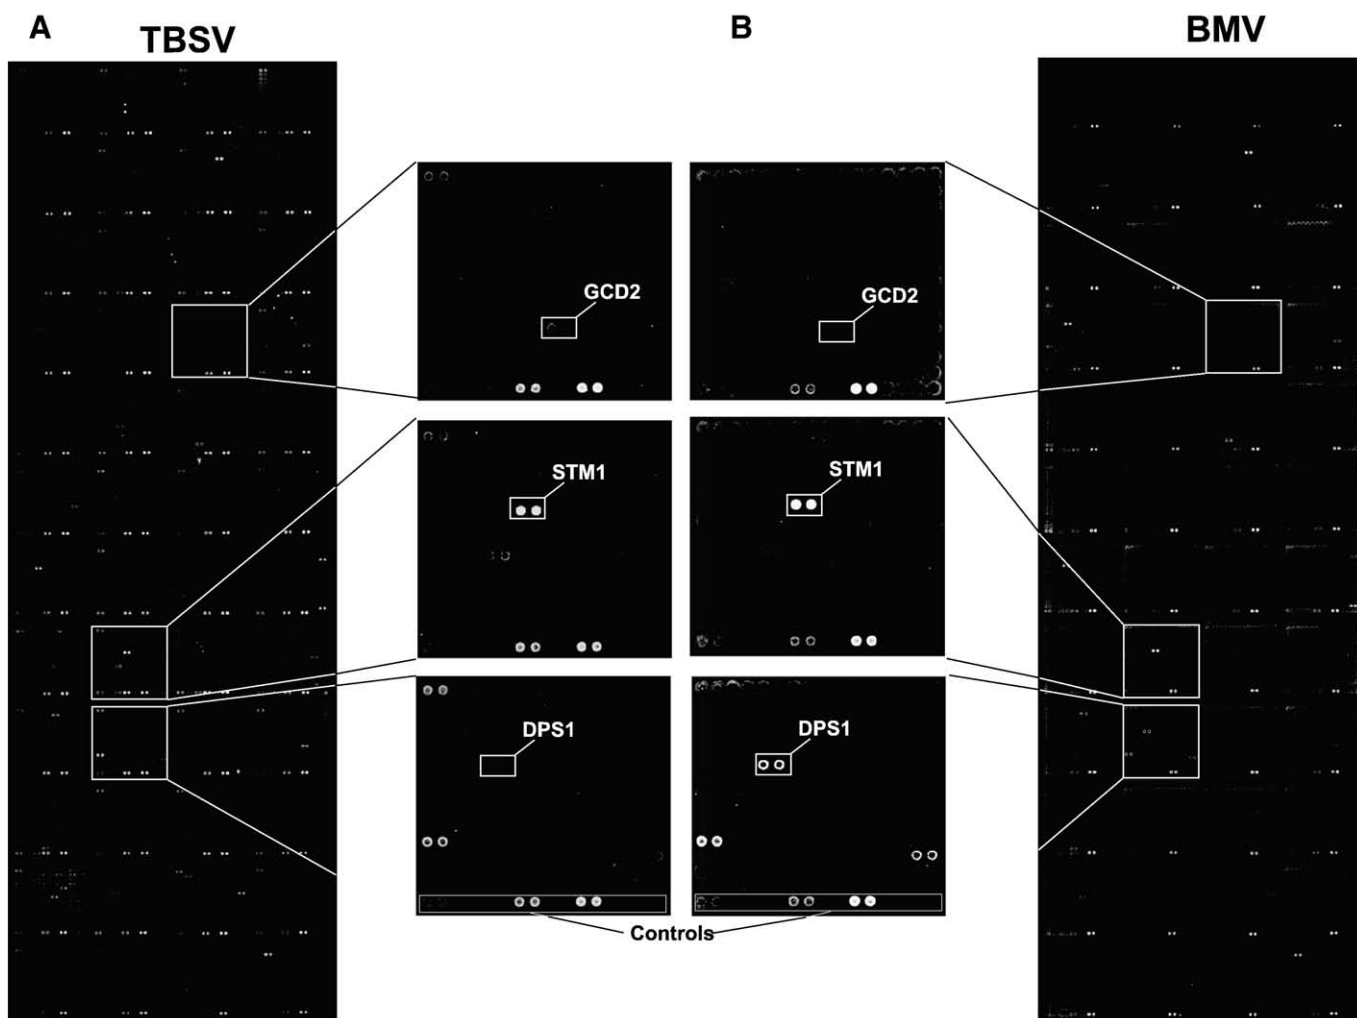 A
TBSV
B
BMV
GCD2
GCD2
STM1
STM1
DPS1
DPS1
Controls